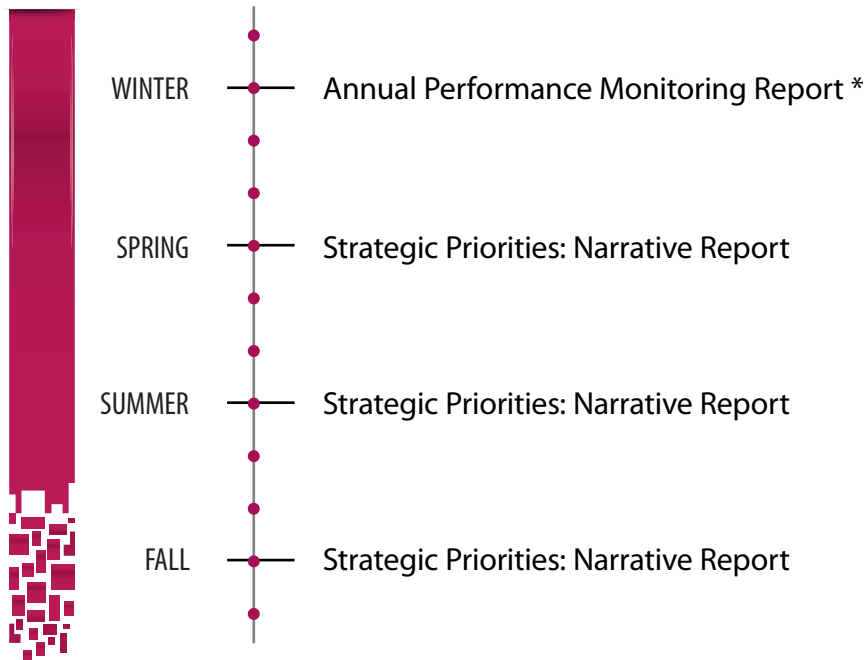 WINTER Annual Performance Monitoring Report *
SPRING Strategic Priorities: Narrative Report
SUMMER Strategic Priorities: Narrative Report
FALL Strategic Priorities: Narrative Report